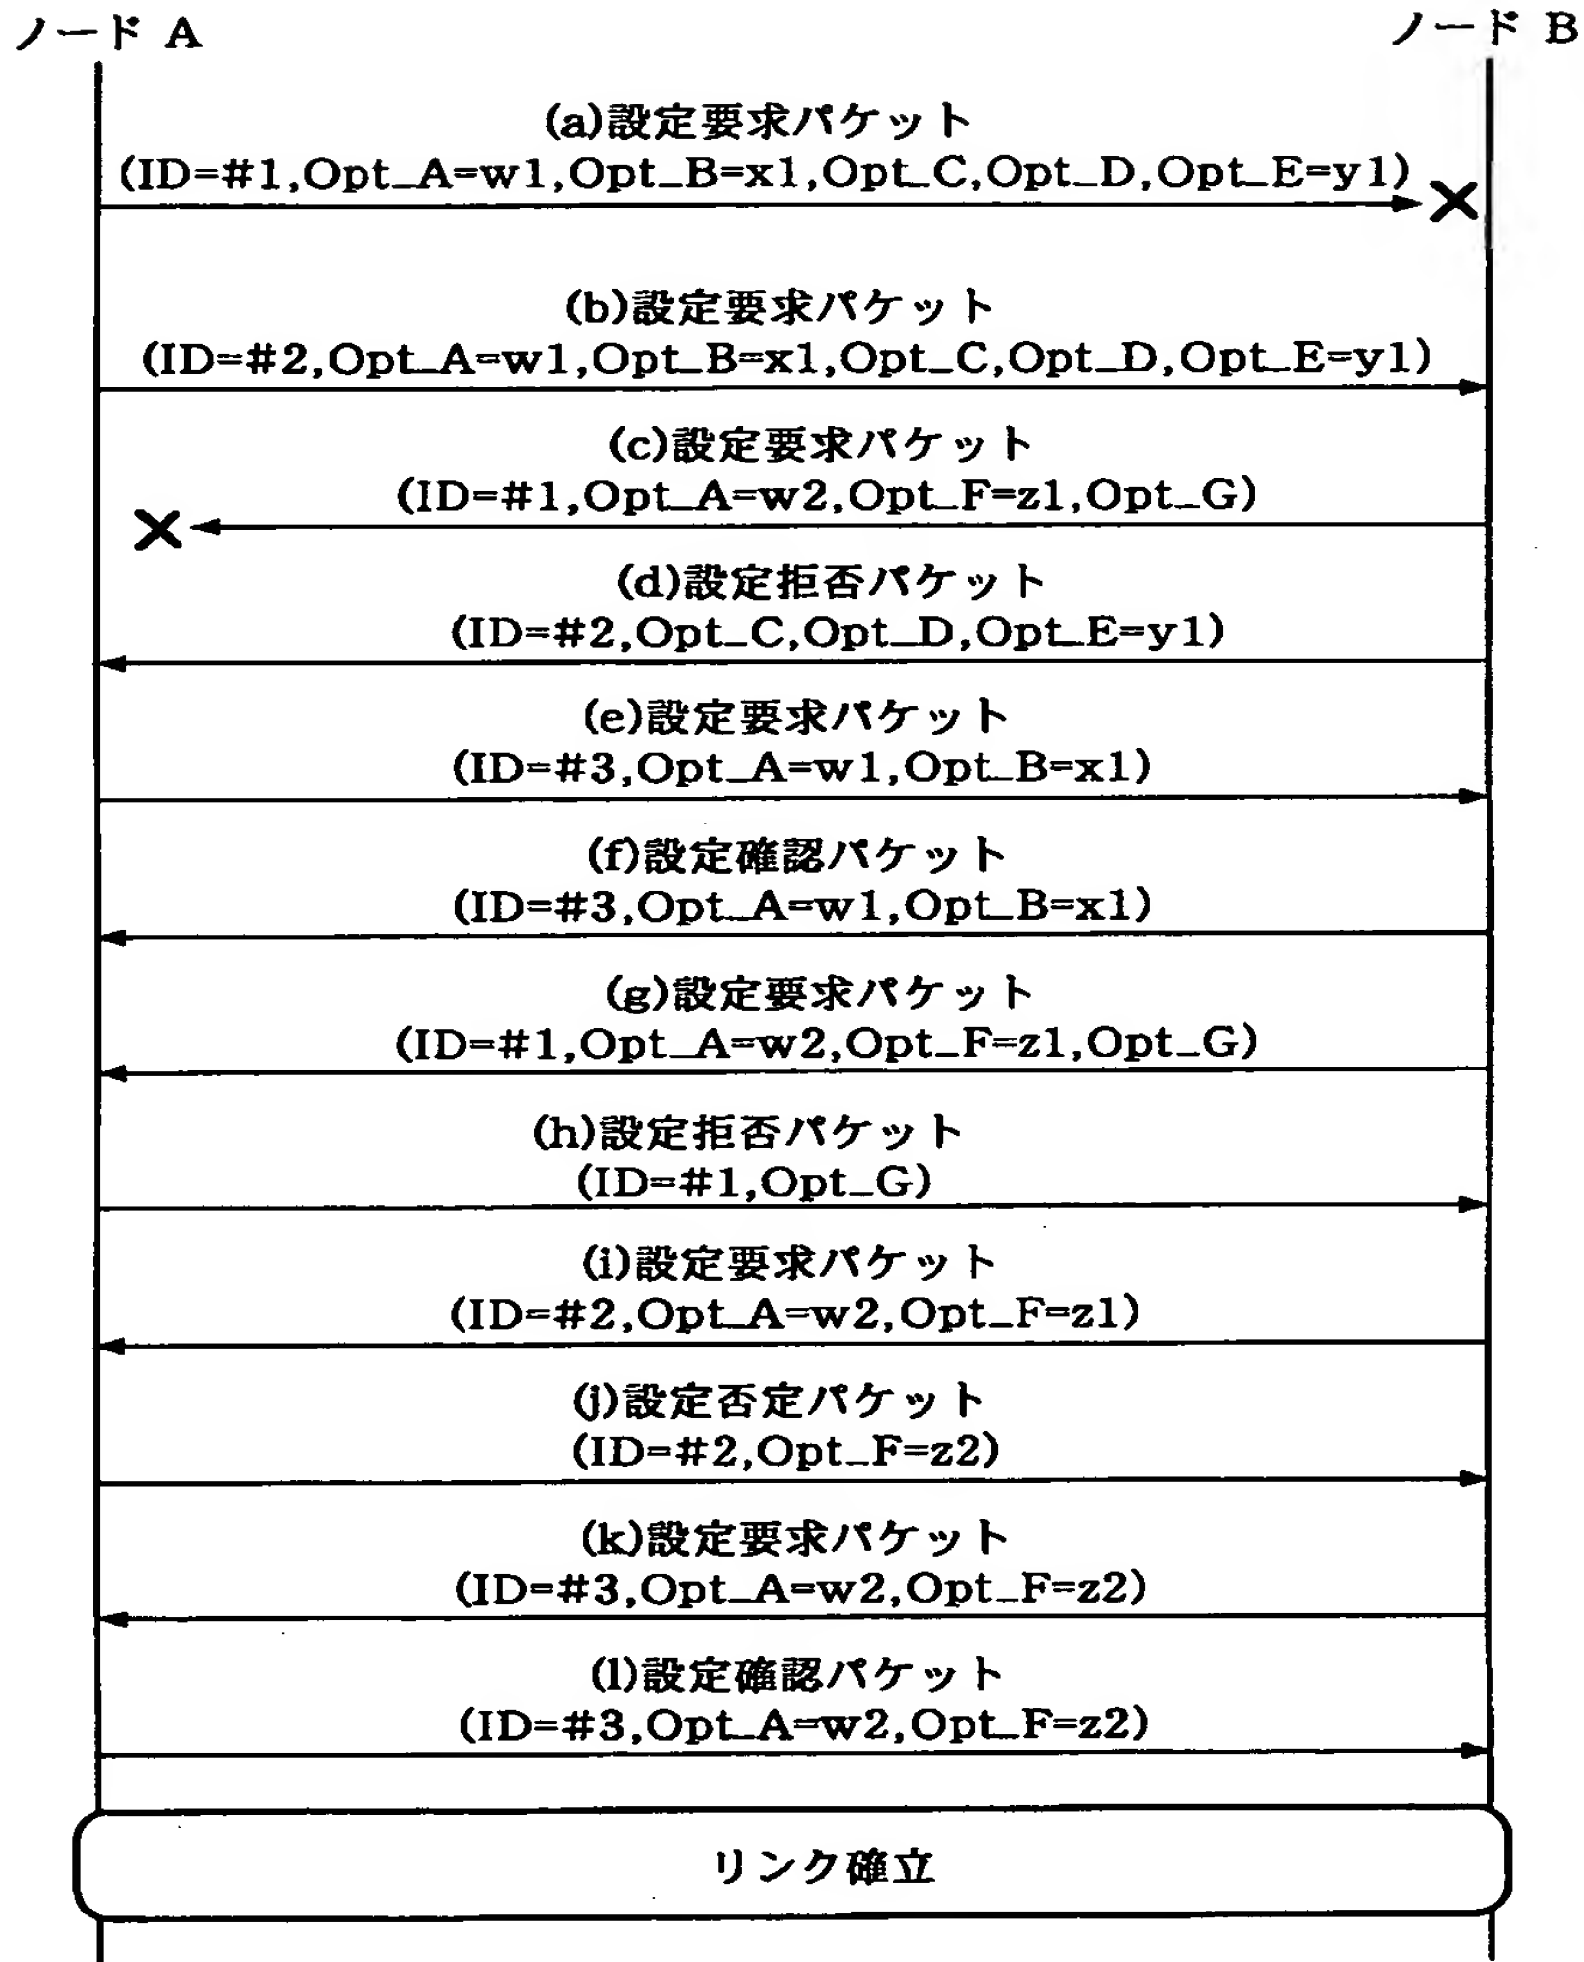 ノード A
ノード B
(a)設定要求パケット
(ID=#1,Opt_A=w1,Opt_B=x1,Opt_C,Opt_D,Opt_E=y1)
(b)設定要求パケット
(ID=#2,Opt_A=w1,Opt_B=x1,Opt_C,Opt_D,Opt_E=y1)
(c)設定要求パケット
(ID=#1,Opt_A=w2,Opt_F=z1,Opt_G)
(d)設定拒否パケット
(ID=#2,Opt_C,Opt_D,Opt_E=y1)
(e)設定要求パケット
(ID=#3,Opt_A=w1,Opt_B=x1)
(f)設定確認パケット
(ID=#3,Opt_A=w1,Opt_B=x1)
(g)設定要求パケット
(ID=#1,Opt_A=w2,Opt_F=z1,Opt_G)
(h)設定拒否パケット
(ID=#1,Opt_G)
(i)設定要求パケット
(ID=#2,Opt_A=w2,Opt_F=z1)
(j)設定否定パケット
(ID=#2,Opt_F=z2)
(k)設定要求パケット
(ID=#3,Opt_A=w2,Opt_F=z2)
(l)設定確認パケット
(ID=#3,Opt_A=w2,Opt_F=z2)
リンク確立